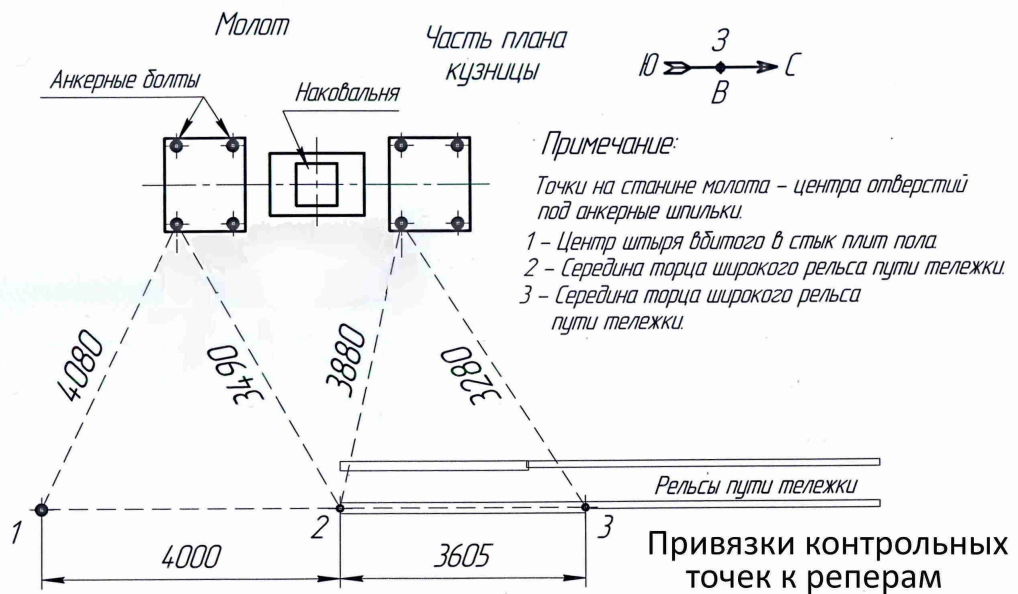 Молот
Часть плана
кузницы
З
Ю
С
В
Анкерные болты
Наковальня
Примечание:
Точки на станине молота – центра отверстий
под анкерные шпильки.
1 – Центр штыря вбитого в стык плит пола.
2 – Середина торца широкого рельса пути тележки.
3 – Середина торца широкого рельса
пути тележки.
4080
3490
3880
3280
Рельсы пути тележки
1
2
3
4000
3605
Привязки контрольных
точек к реперам